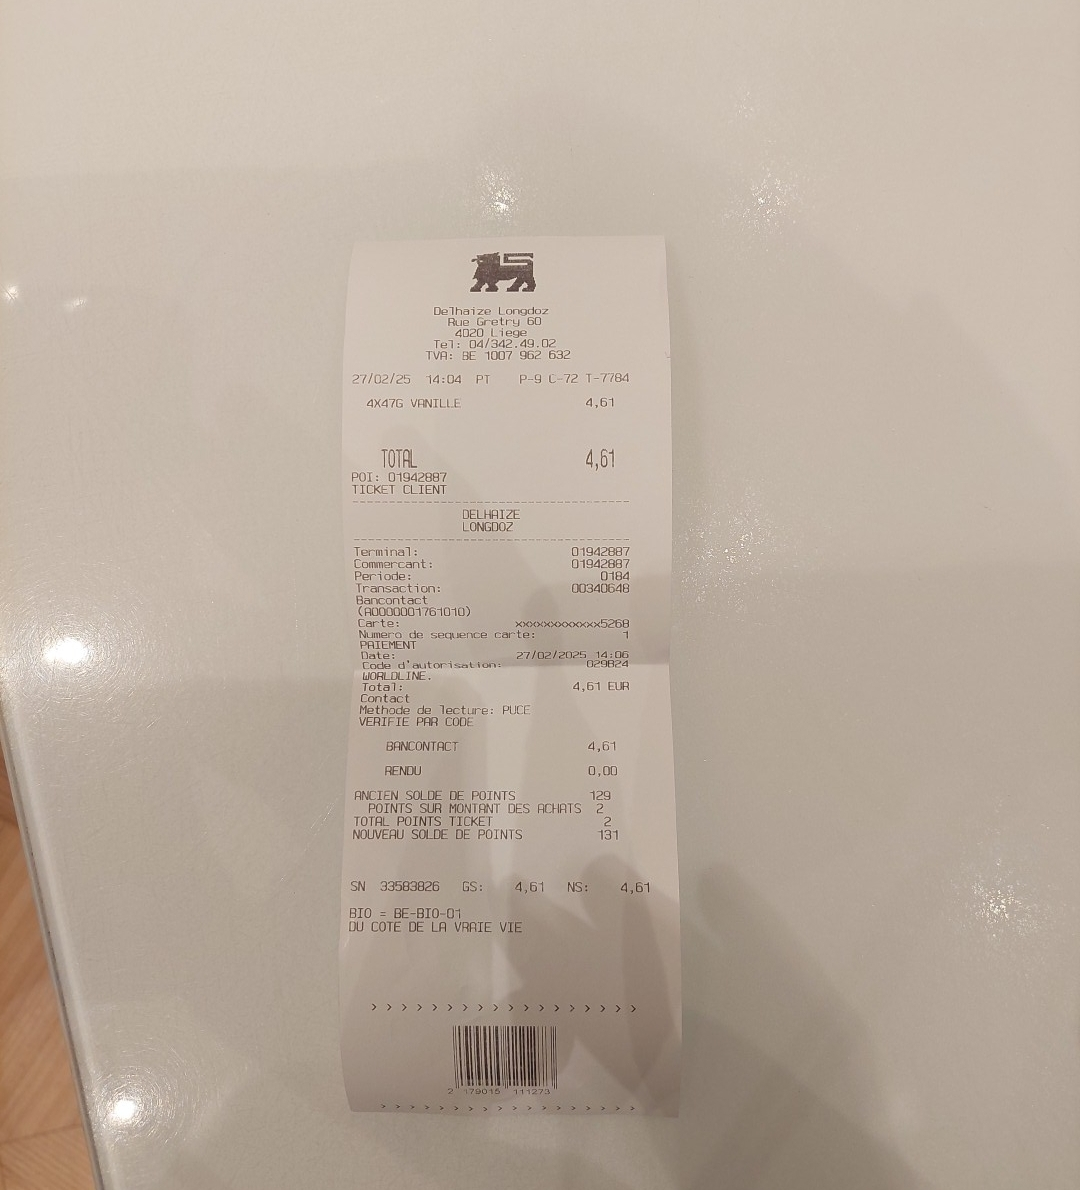 Delhaize Longdoz
Rue Gretry 60
4020 Liege
Tel: 04/342.49.02
TVA: BE 1007 962 632
27/02/25 14:04 PT P-9 C-72 T-7784
4X47G VANILLE 4,61
TOTAL 4,61
POI: 01942887
TICKET CLIENT
DELHAIZE
LONGDOZ
Terminal: 01942887
Commercant: 01942887
Periode: 0184
Transaction: 00340648
Bancontact
(A0000001761010)
Carte: xxxxxxxxxxxx5268
Numero de sequence carte: 1
PAIEMENT
Date: 27/02/2025 14:06
Code d'autorisation: 029824
WORLDLINE.
Total: 4,61 EUR
Contact
Methode de lecture: PUCE
VERIFIE PAR CODE
BANCONTACT 4,61
RENDU 0,00
ANCIEN SOLDE DE POINTS 129
POINTS SUR MONTANT DES ACHATS 2
TOTAL POINTS TICKET 2
NOUVEAU SOLDE DE POINTS 131
SN 33583826 GS: 4,61 NS: 4,61
BIO = BE-BIO-01
DU COTE DE LA VRAIE VIE
> > > > > > > > > > > > > > > > > >
2 179015 111273
> > > > > > > > > > > > > > > > > >